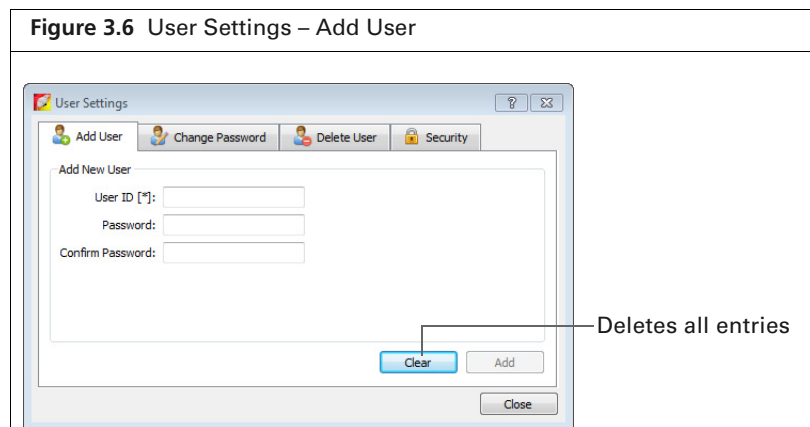 Figure 3.6 User Settings – Add User
User Settings
Add User Change Password Delete User Security
Add New User
User ID [*]:
Password:
Confirm Password:
Deletes all entries
Clear Add
Close